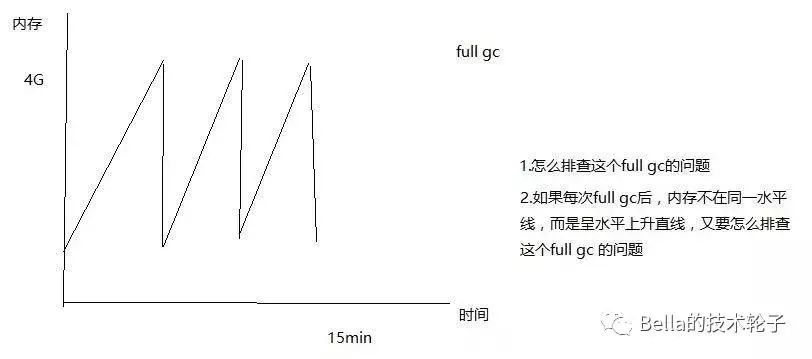 内存
4G
full gc
1.怎么排查这个full gc的问题
2.如果每次full gc后，内存不在同一水平
线，而是呈水平上升直线，又要怎么排查
这个full gc 的问题
时间
15min
Bella的技术轮子